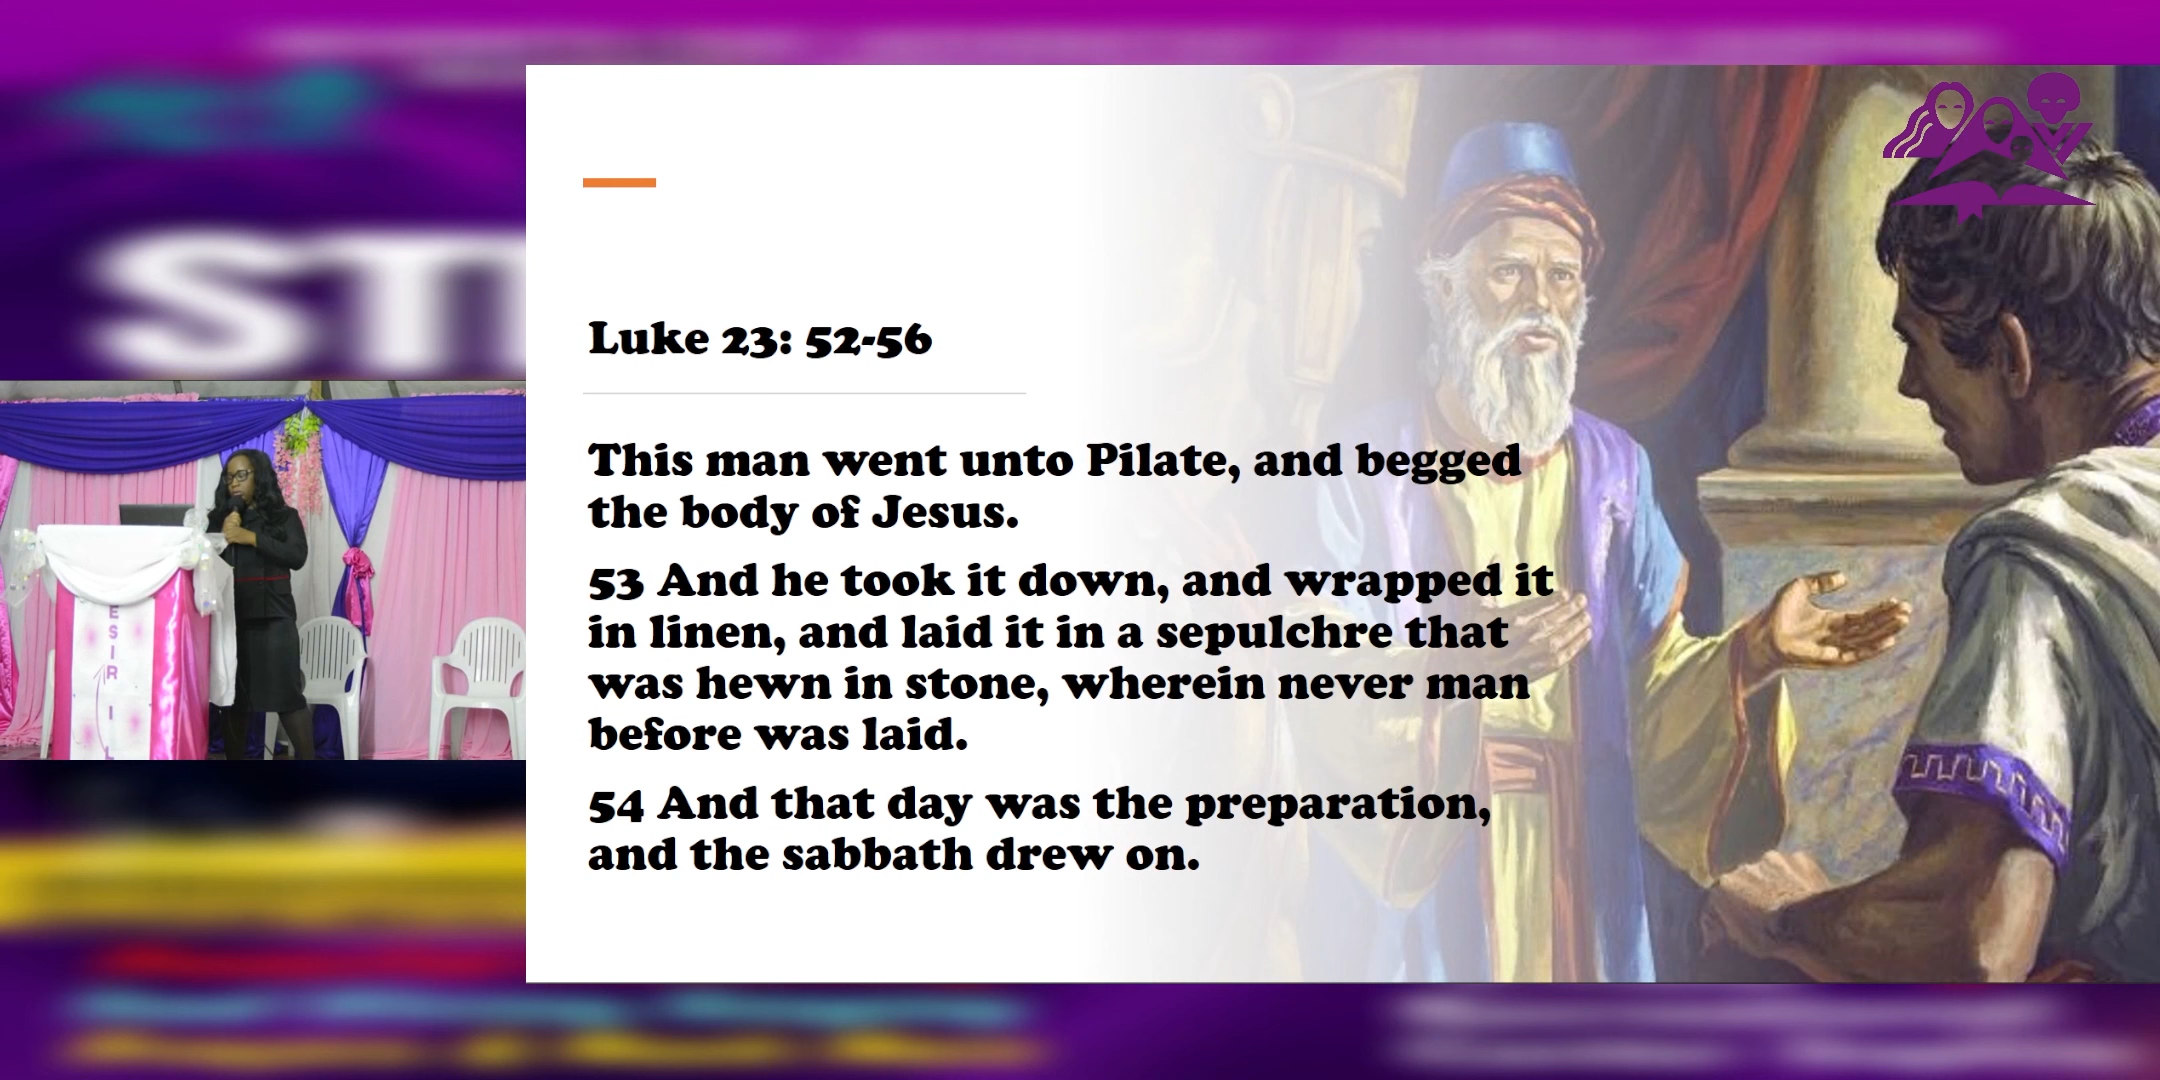 ST
Luke 23: 52-56
This man went unto Pilate, and begged
the body of Jesus.
53 And he took it down, and wrapped it
in linen, and laid it in a sepulchre that
was hewn in stone, wherein never man
before was laid.
54 And that day was the preparation,
and the sabbath drew on.
E
S
I
R
I
L